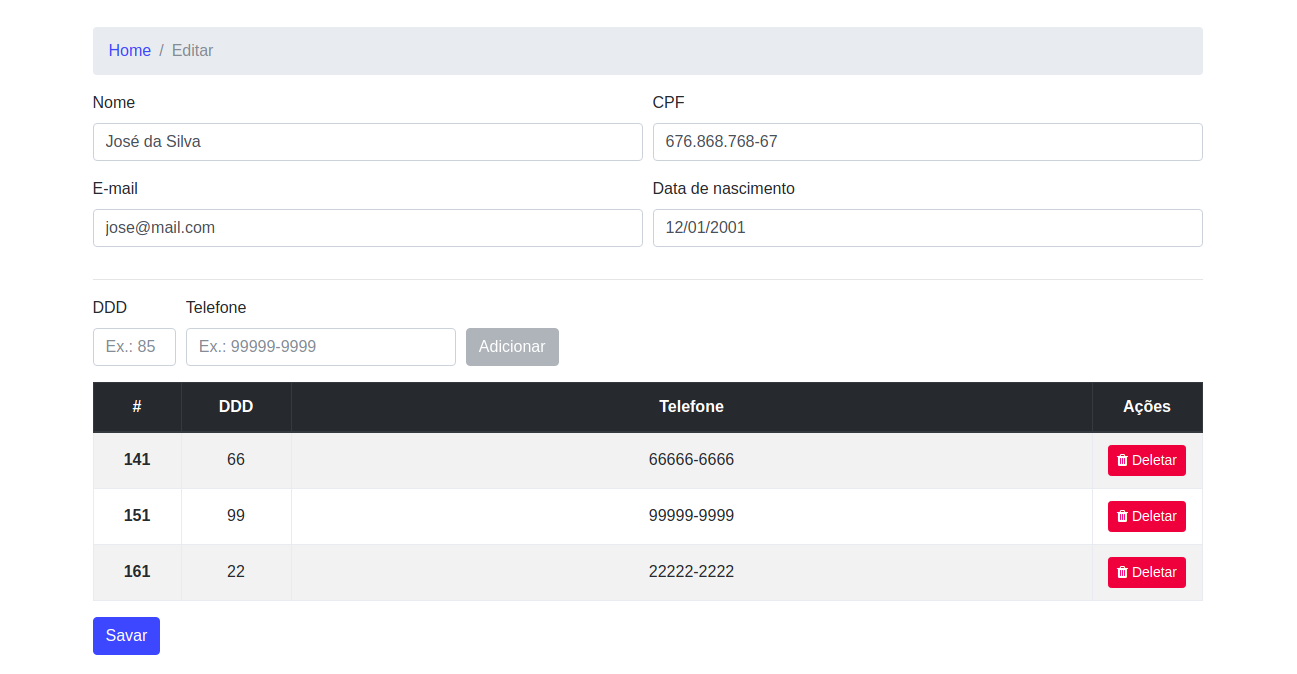 Home / Editar
Nome CPF
José da Silva 676.868.768-67
E-mail Data de nascimento
jose@mail.com 12/01/2001
DDD Telefone
Ex.: 85 Ex.: 99999-9999 Adicionar
# DDD Telefone Ações
141 66 66666-6666 Deletar
151 99 99999-9999 Deletar
161 22 22222-2222 Deletar
Savar